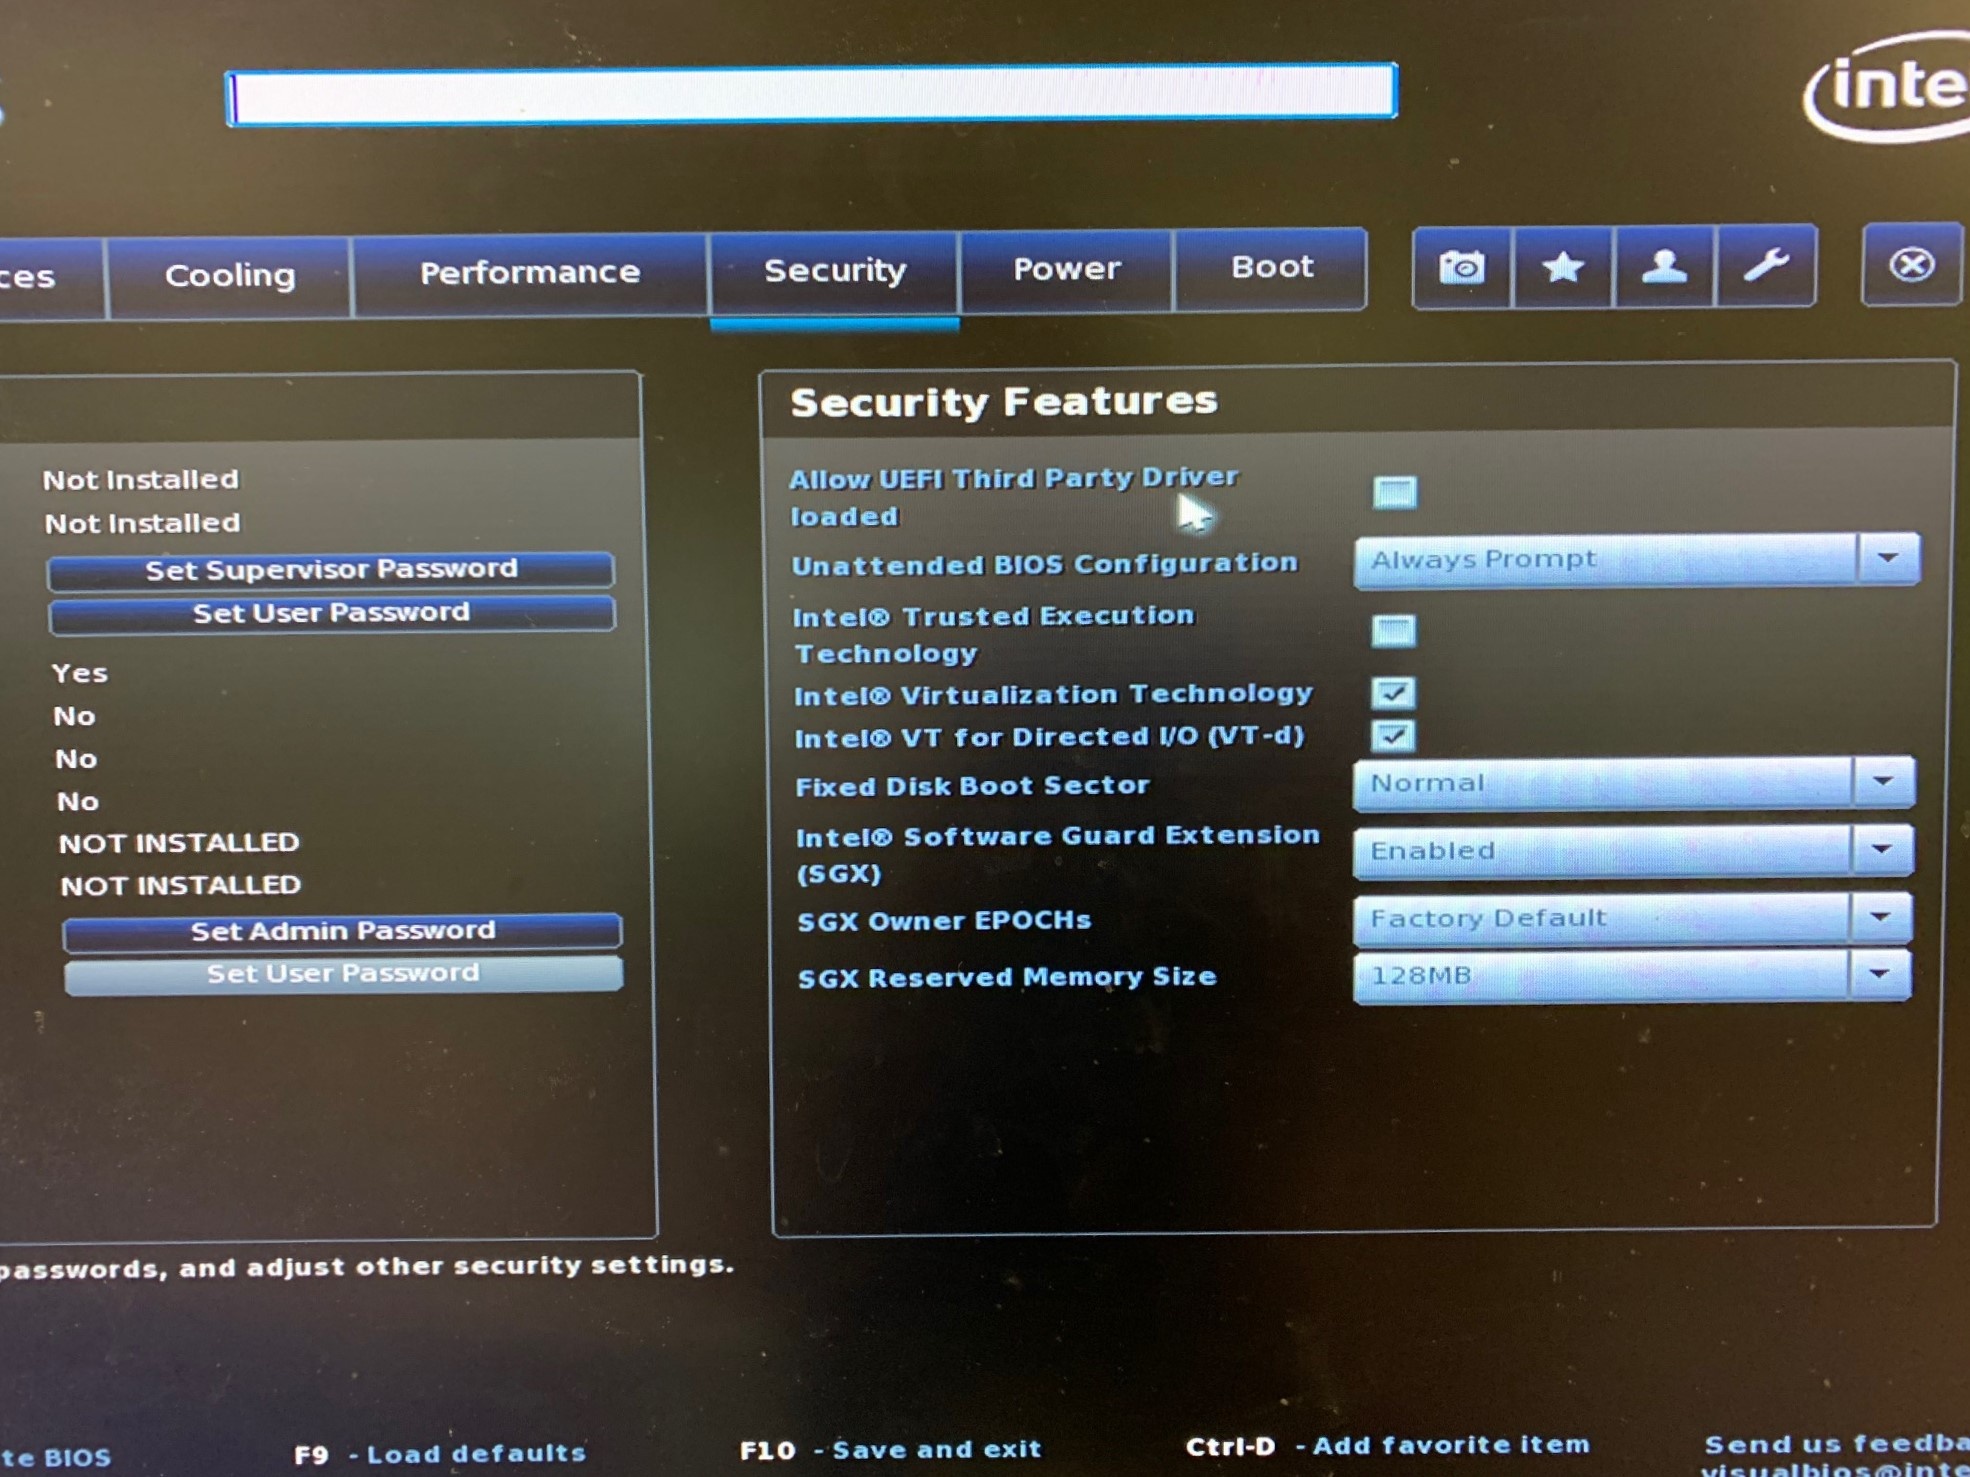 inte
ces
Cooling
Performance
Security
Power
Boot
Not Installed
Not Installed
Set Supervisor Password
Set User Password
Yes
No
No
No
NOT INSTALLED
NOT INSTALLED
Set Admin Password
Set User Password
Security Features
Allow UEFI Third Party Driver
loaded
Unattended BIOS Configuration
Always Prompt
Intel® Trusted Execution
Technology
Intel® Virtualization Technology
Intel® VT for Directed I/O (VT-d)
Fixed Disk Boot Sector
Normal
Intel® Software Guard Extension
(SGX)
Enabled
SGX Owner EPOCHs
Factory Default
SGX Reserved Memory Size
128MB
passwords, and adjust other security settings.
te BIOS
F9 - Load defaults
F10 - Save and exit
Ctrl-D - Add favorite item
Send us feedba
visualbios@inte